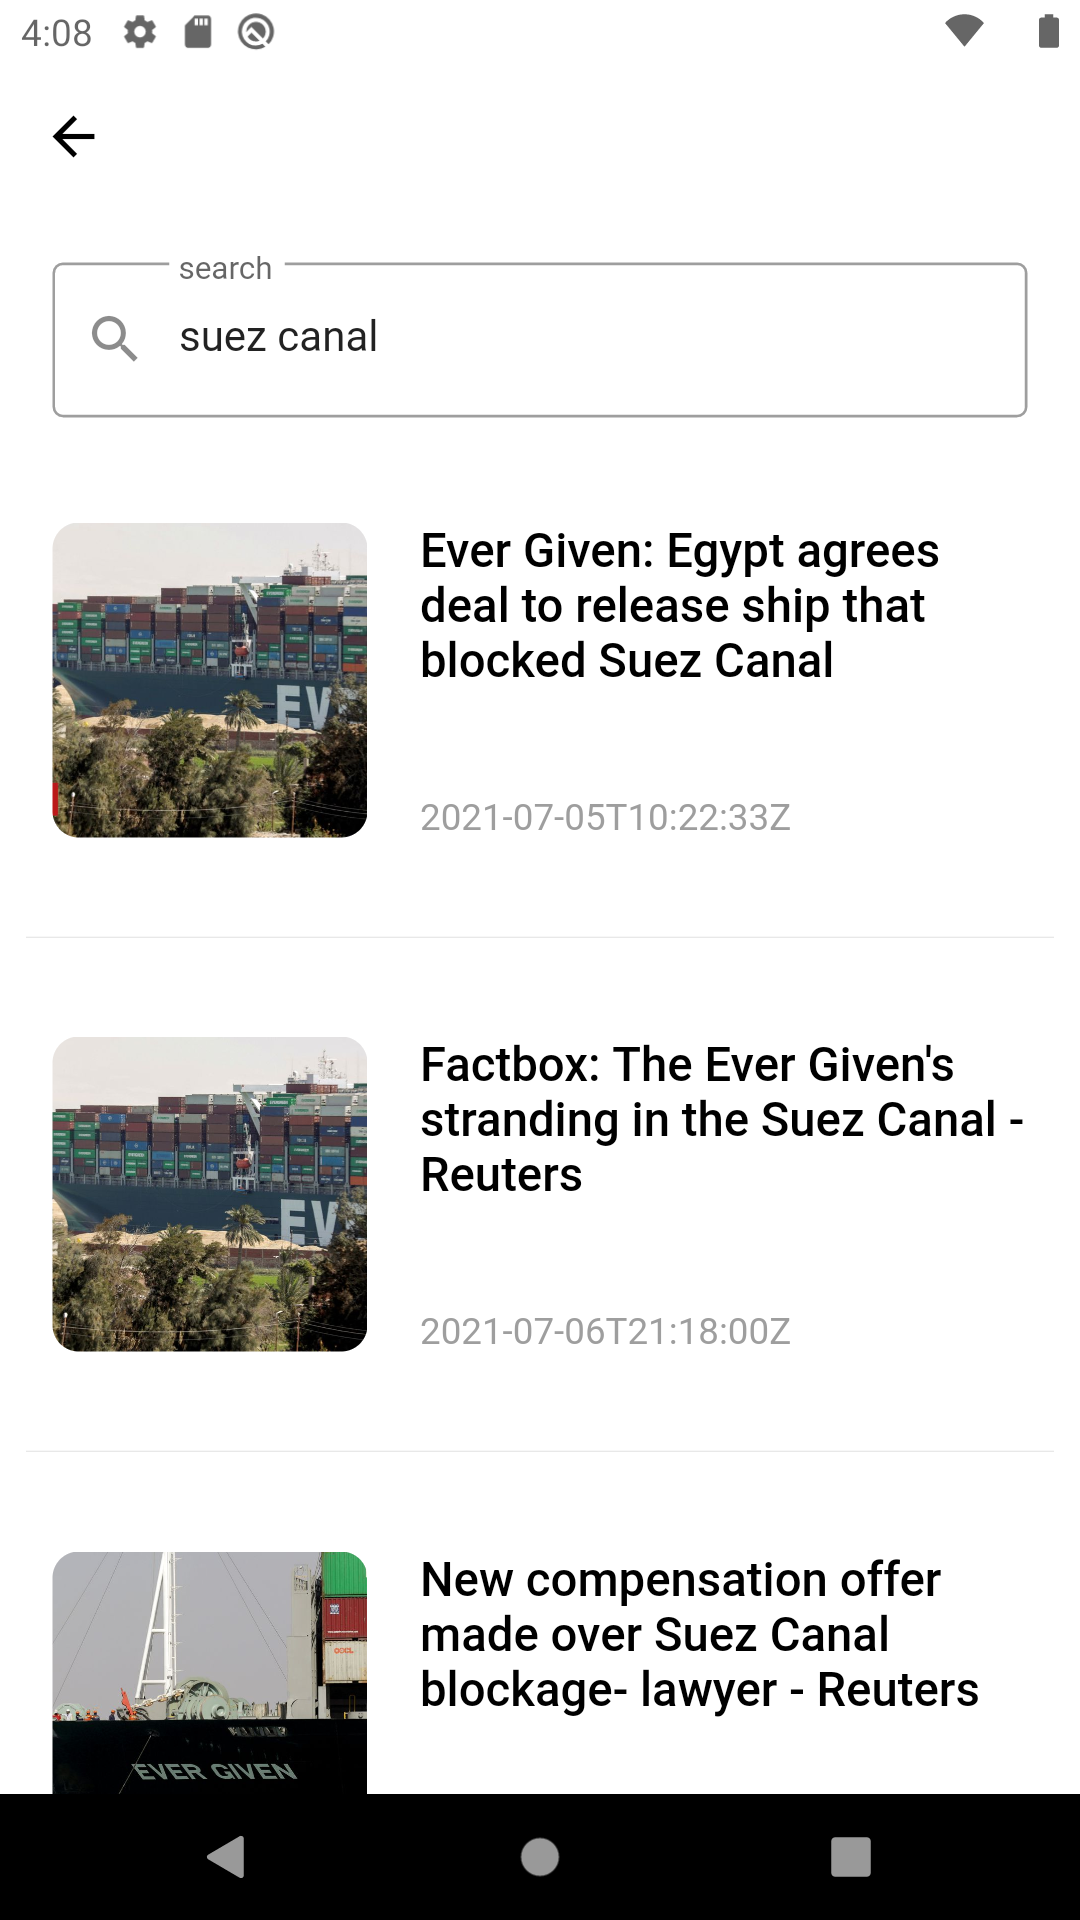 4:08
search
suez canal
Ever Given: Egypt agrees
deal to release ship that
blocked Suez Canal
EV
2021-07-05T10:22:33Z
Factbox: The Ever Given's
stranding in the Suez Canal -
Reuters
EV
2021-07-06T21:18:00Z
New compensation offer
made over Suez Canal
blockage- lawyer - Reuters
EVER GIVEN